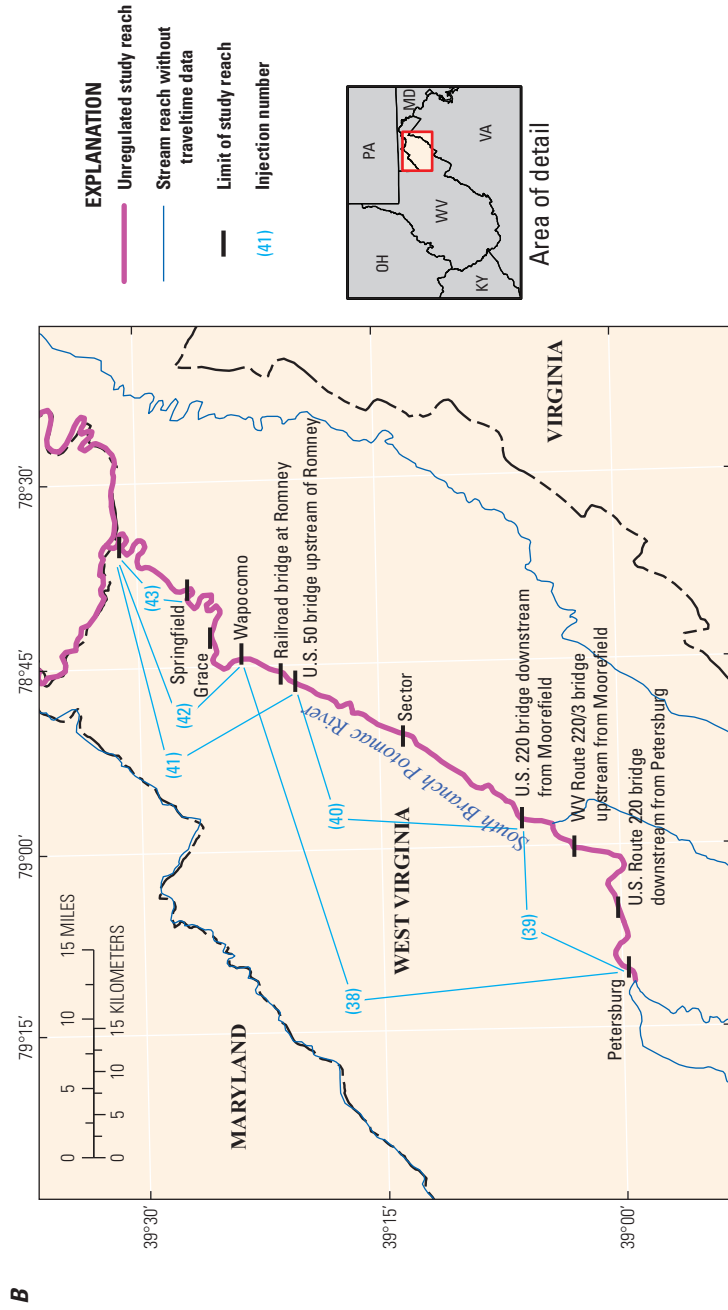 B
79°15'
79°00'
78°45'
78°30'
39°30'
39°15'
39°00'
0 5 10 15 MILES
0 5 10 15 KILOMETERS
MARYLAND
WEST VIRGINIA
VIRGINIA
South Branch Potomac River
(41)
(42)
(43)
Springfield
Grace
Wapocomo
Railroad bridge at Romney
U.S. 50 bridge upstream of Romney
(40)
(38)
Sector
(39)
U.S. 220 bridge downstream
from Moorefield
WV Route 220/3 bridge
upstream from Moorefield
U.S. Route 220 bridge
downstream from Petersburg
Petersburg
EXPLANATION
Unregulated study reach
Stream reach without
traveltime data
Limit of study reach
(41) Injection number
OH
PA
MD
WV
VA
KY
Area of detail